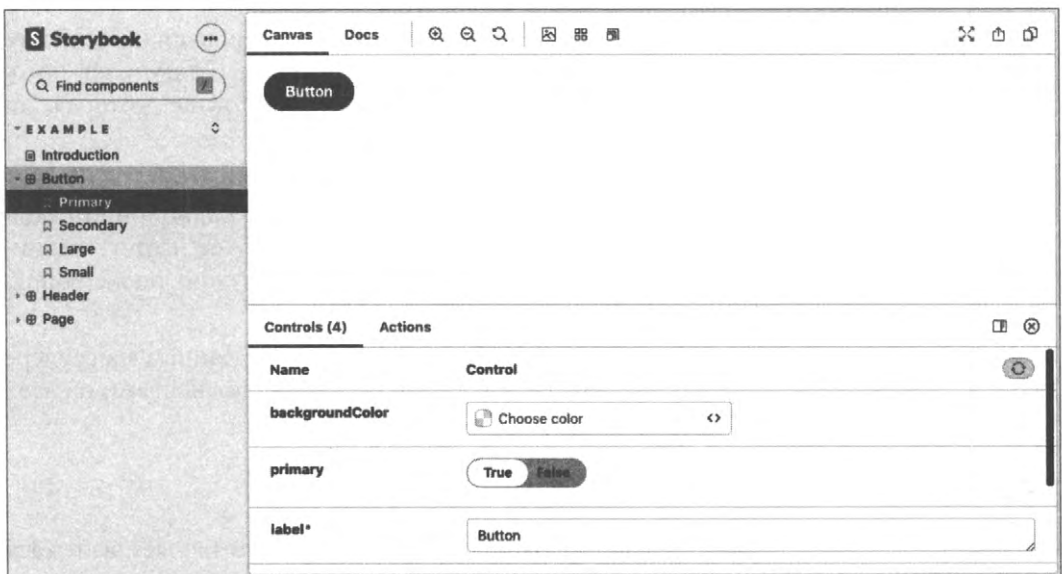 S Storybook
Canvas Docs
Find components /
EXAMPLE
Introduction
Button
Primary
Secondary
Large
Small
Header
Page
Button
Controls (4) Actions
Name Control
backgroundColor Choose color
primary True False
label* Button